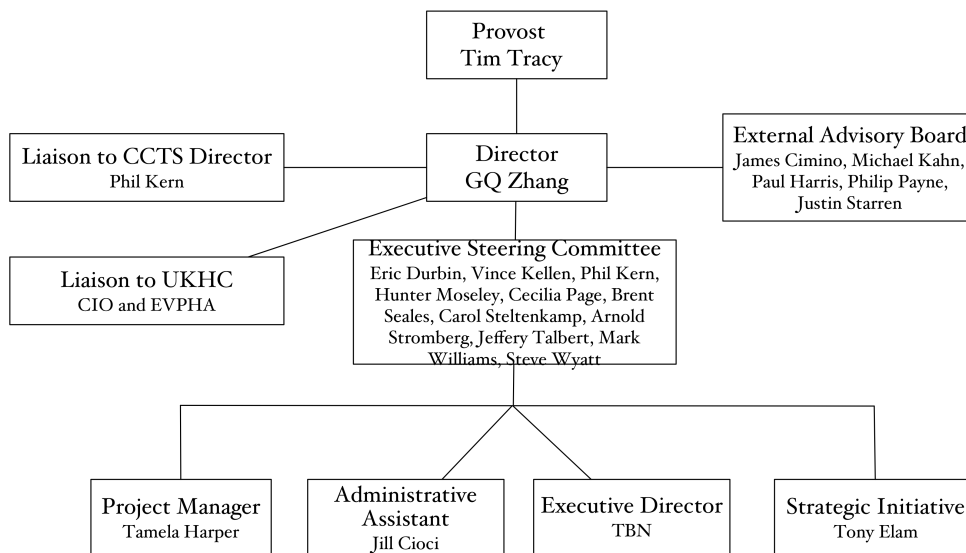 Provost
Tim Tracy
Liaison to CCTS Director
Phil Kern
Director
GQ Zhang
External Advisory Board
James Cimino, Michael Kahn,
Paul Harris, Philip Payne,
Justin Starren
Liaison to UKHC
CIO and EVPHA
Executive Steering Committee
Eric Durbin, Vince Kellen, Phil Kern,
Hunter Moseley, Cecilia Page, Brent
Seales, Carol Steltenkamp, Arnold
Stromberg, Jeffery Talbert, Mark
Williams, Steve Wyatt
Project Manager
Tamela Harper
Administrative
Assistant
Jill Cioci
Executive Director
TBN
Strategic Initiative
Tony Elam